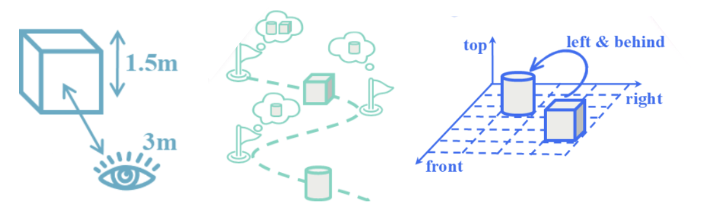 1.5m
3m
top
left & behind
right
front